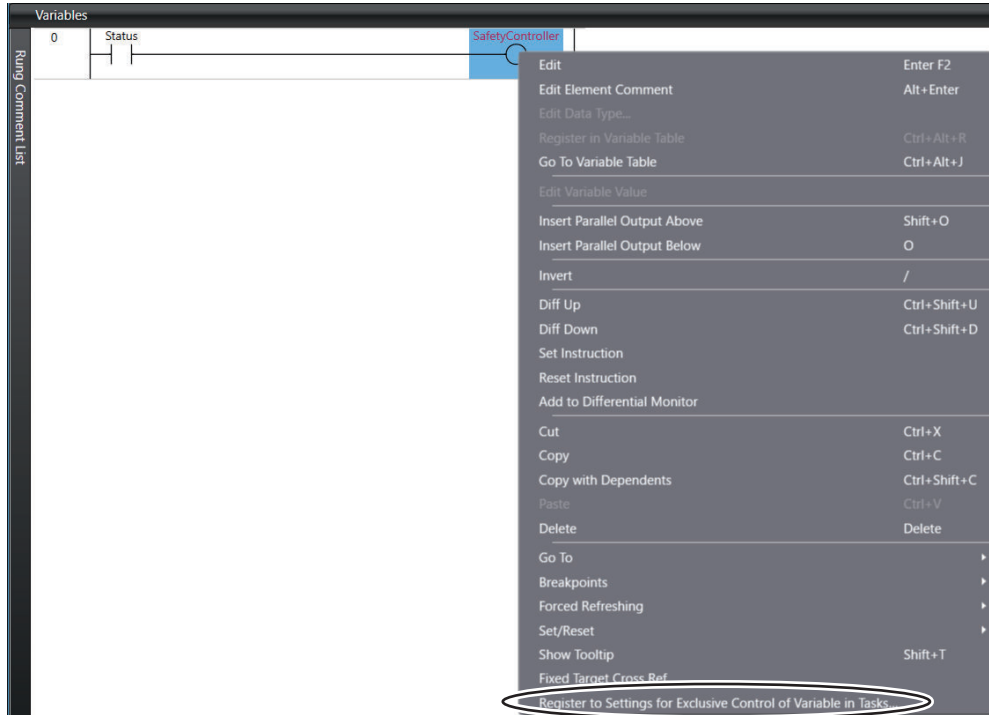 Variables
Rung Comment List
0
Status
SafetyController
Edit Enter F2
Edit Element Comment Alt+Enter
Edit Data Type...
Register in Variable Table Ctrl+Alt+R
Go To Variable Table Ctrl+Alt+J
Edit Variable Value
Insert Parallel Output Above Shift+O
Insert Parallel Output Below O
Invert /
Diff Up Ctrl+Shift+U
Diff Down Ctrl+Shift+D
Set Instruction
Reset Instruction
Add to Differential Monitor
Cut Ctrl+X
Copy Ctrl+C
Copy with Dependents Ctrl+Shift+C
Paste Ctrl+V
Delete Delete
Go To
Breakpoints
Forced Refreshing
Set/Reset
Show Tooltip Shift+T
Fixed Target Cross Ref
Register to Settings for Exclusive Control of Variable in Tasks...